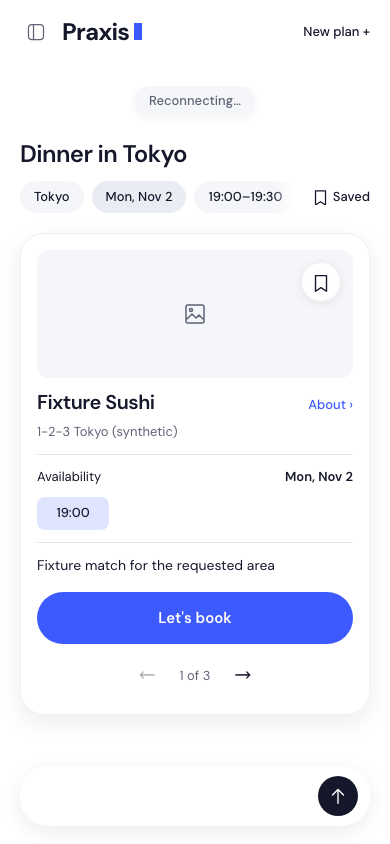 Praxis
New plan +
Reconnecting...
Dinner in Tokyo
Tokyo
Mon, Nov 2
19:00–19:30
Saved
Fixture Sushi
About ›
1-2-3 Tokyo (synthetic)
Availability
Mon, Nov 2
19:00
Fixture match for the requested area
Let's book
← 1 of 3 →